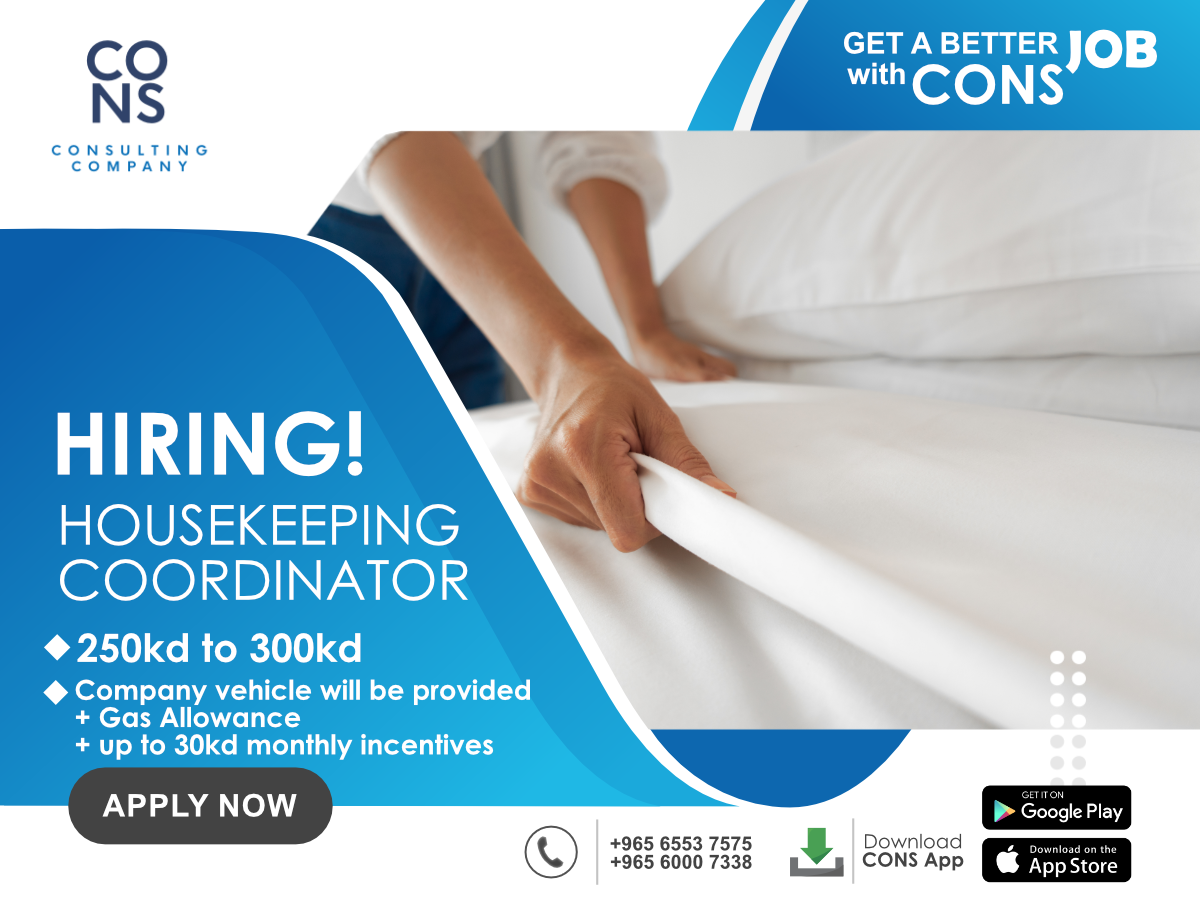 CO
NS
CONSULTING
COMPANY
GET A BETTER JOB
with CONS
HIRING!
HOUSEKEEPING
COORDINATOR
250kd to 300kd
Company vehicle will be provided
+ Gas Allowance
+ up to 30kd monthly incentives
APPLY NOW
+965 6553 7575
+965 6000 7338
Download
CONS App
GET IT ON
Google Play
Download on the
App Store